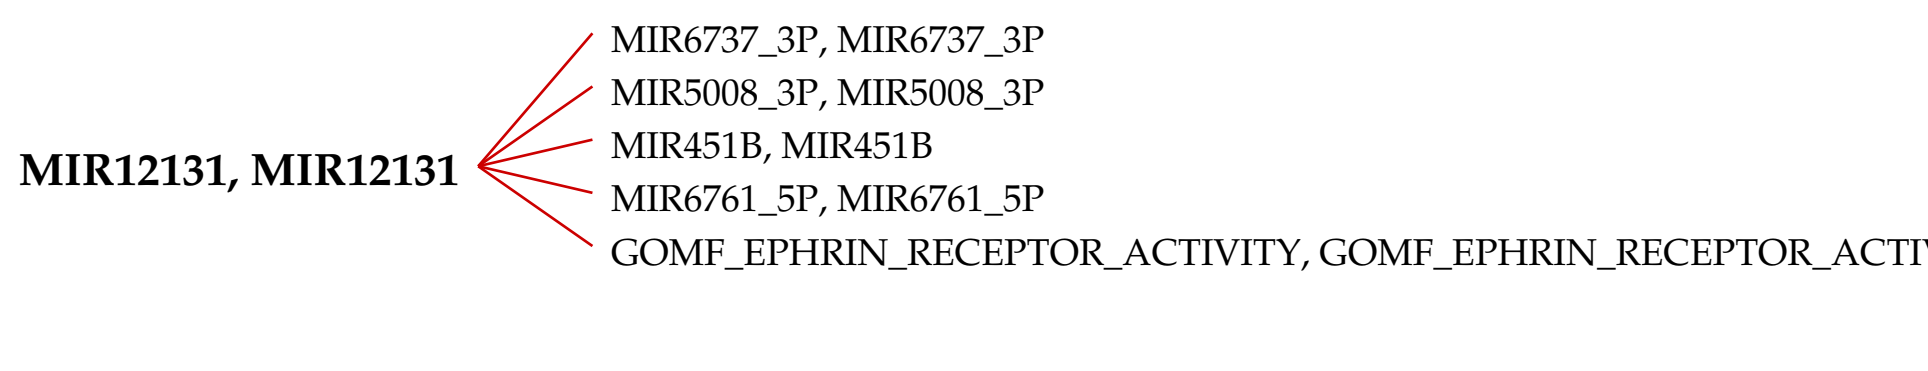 MIR6737_3P, MIR6737_3P
MIR5008_3P, MIR5008_3P
MIR451B, MIR451B
MIR12131, MIR12131
MIR6761_5P, MIR6761_5P
GOMF_EPHRIN_RECEPTOR_ACTIVITY, GOMF_EPHRIN_RECEPTOR_ACTI